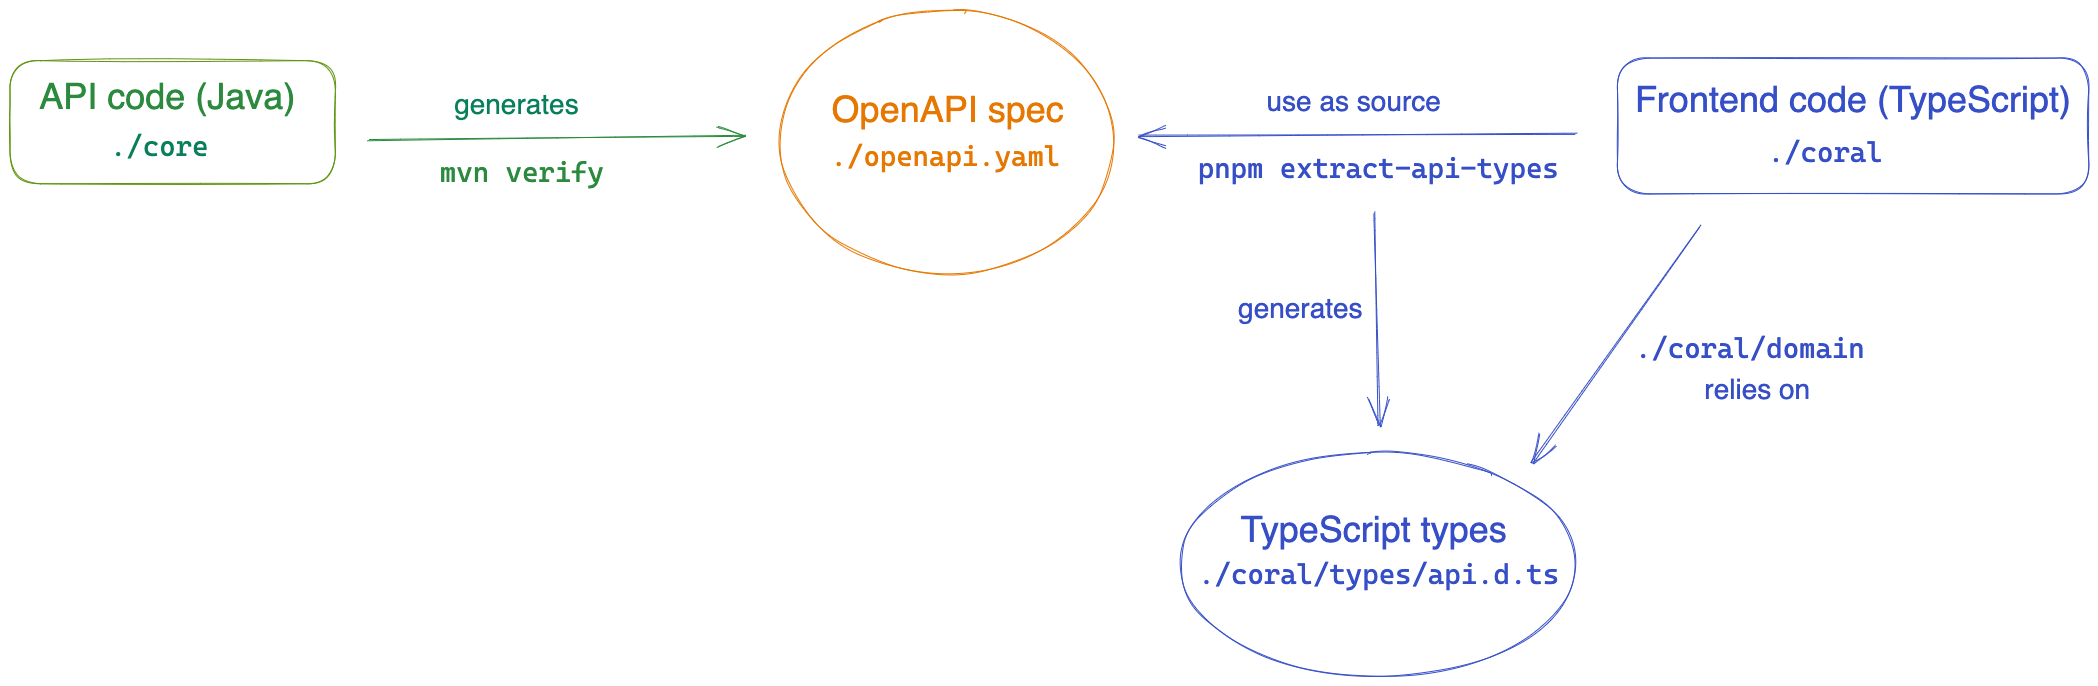 API code (Java)
./core
generates
mvn verify
OpenAPI spec
./openapi.yaml
use as source
pnpm extract-api-types
Frontend code (TypeScript)
./coral
generates
./coral/domain
relies on
TypeScript types
./coral/types/api.d.ts